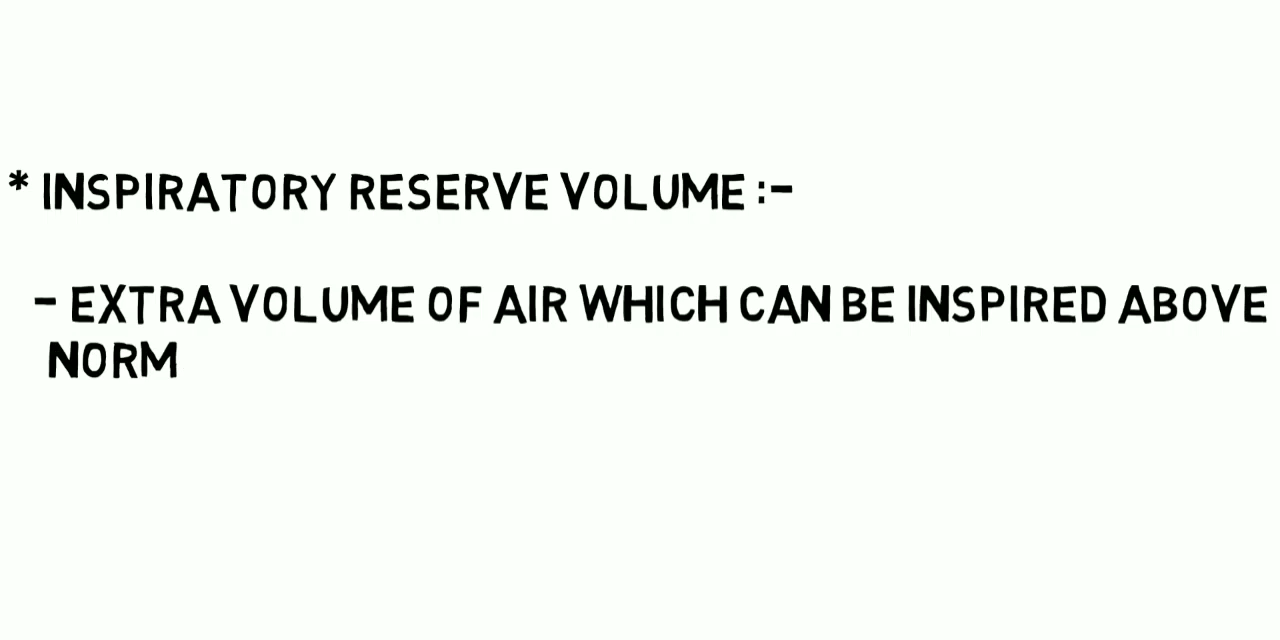 * INSPIRATORY RESERVE VOLUME :-
- EXTRA VOLUME OF AIR WHICH CAN BE INSPIRED ABOVE
NORM